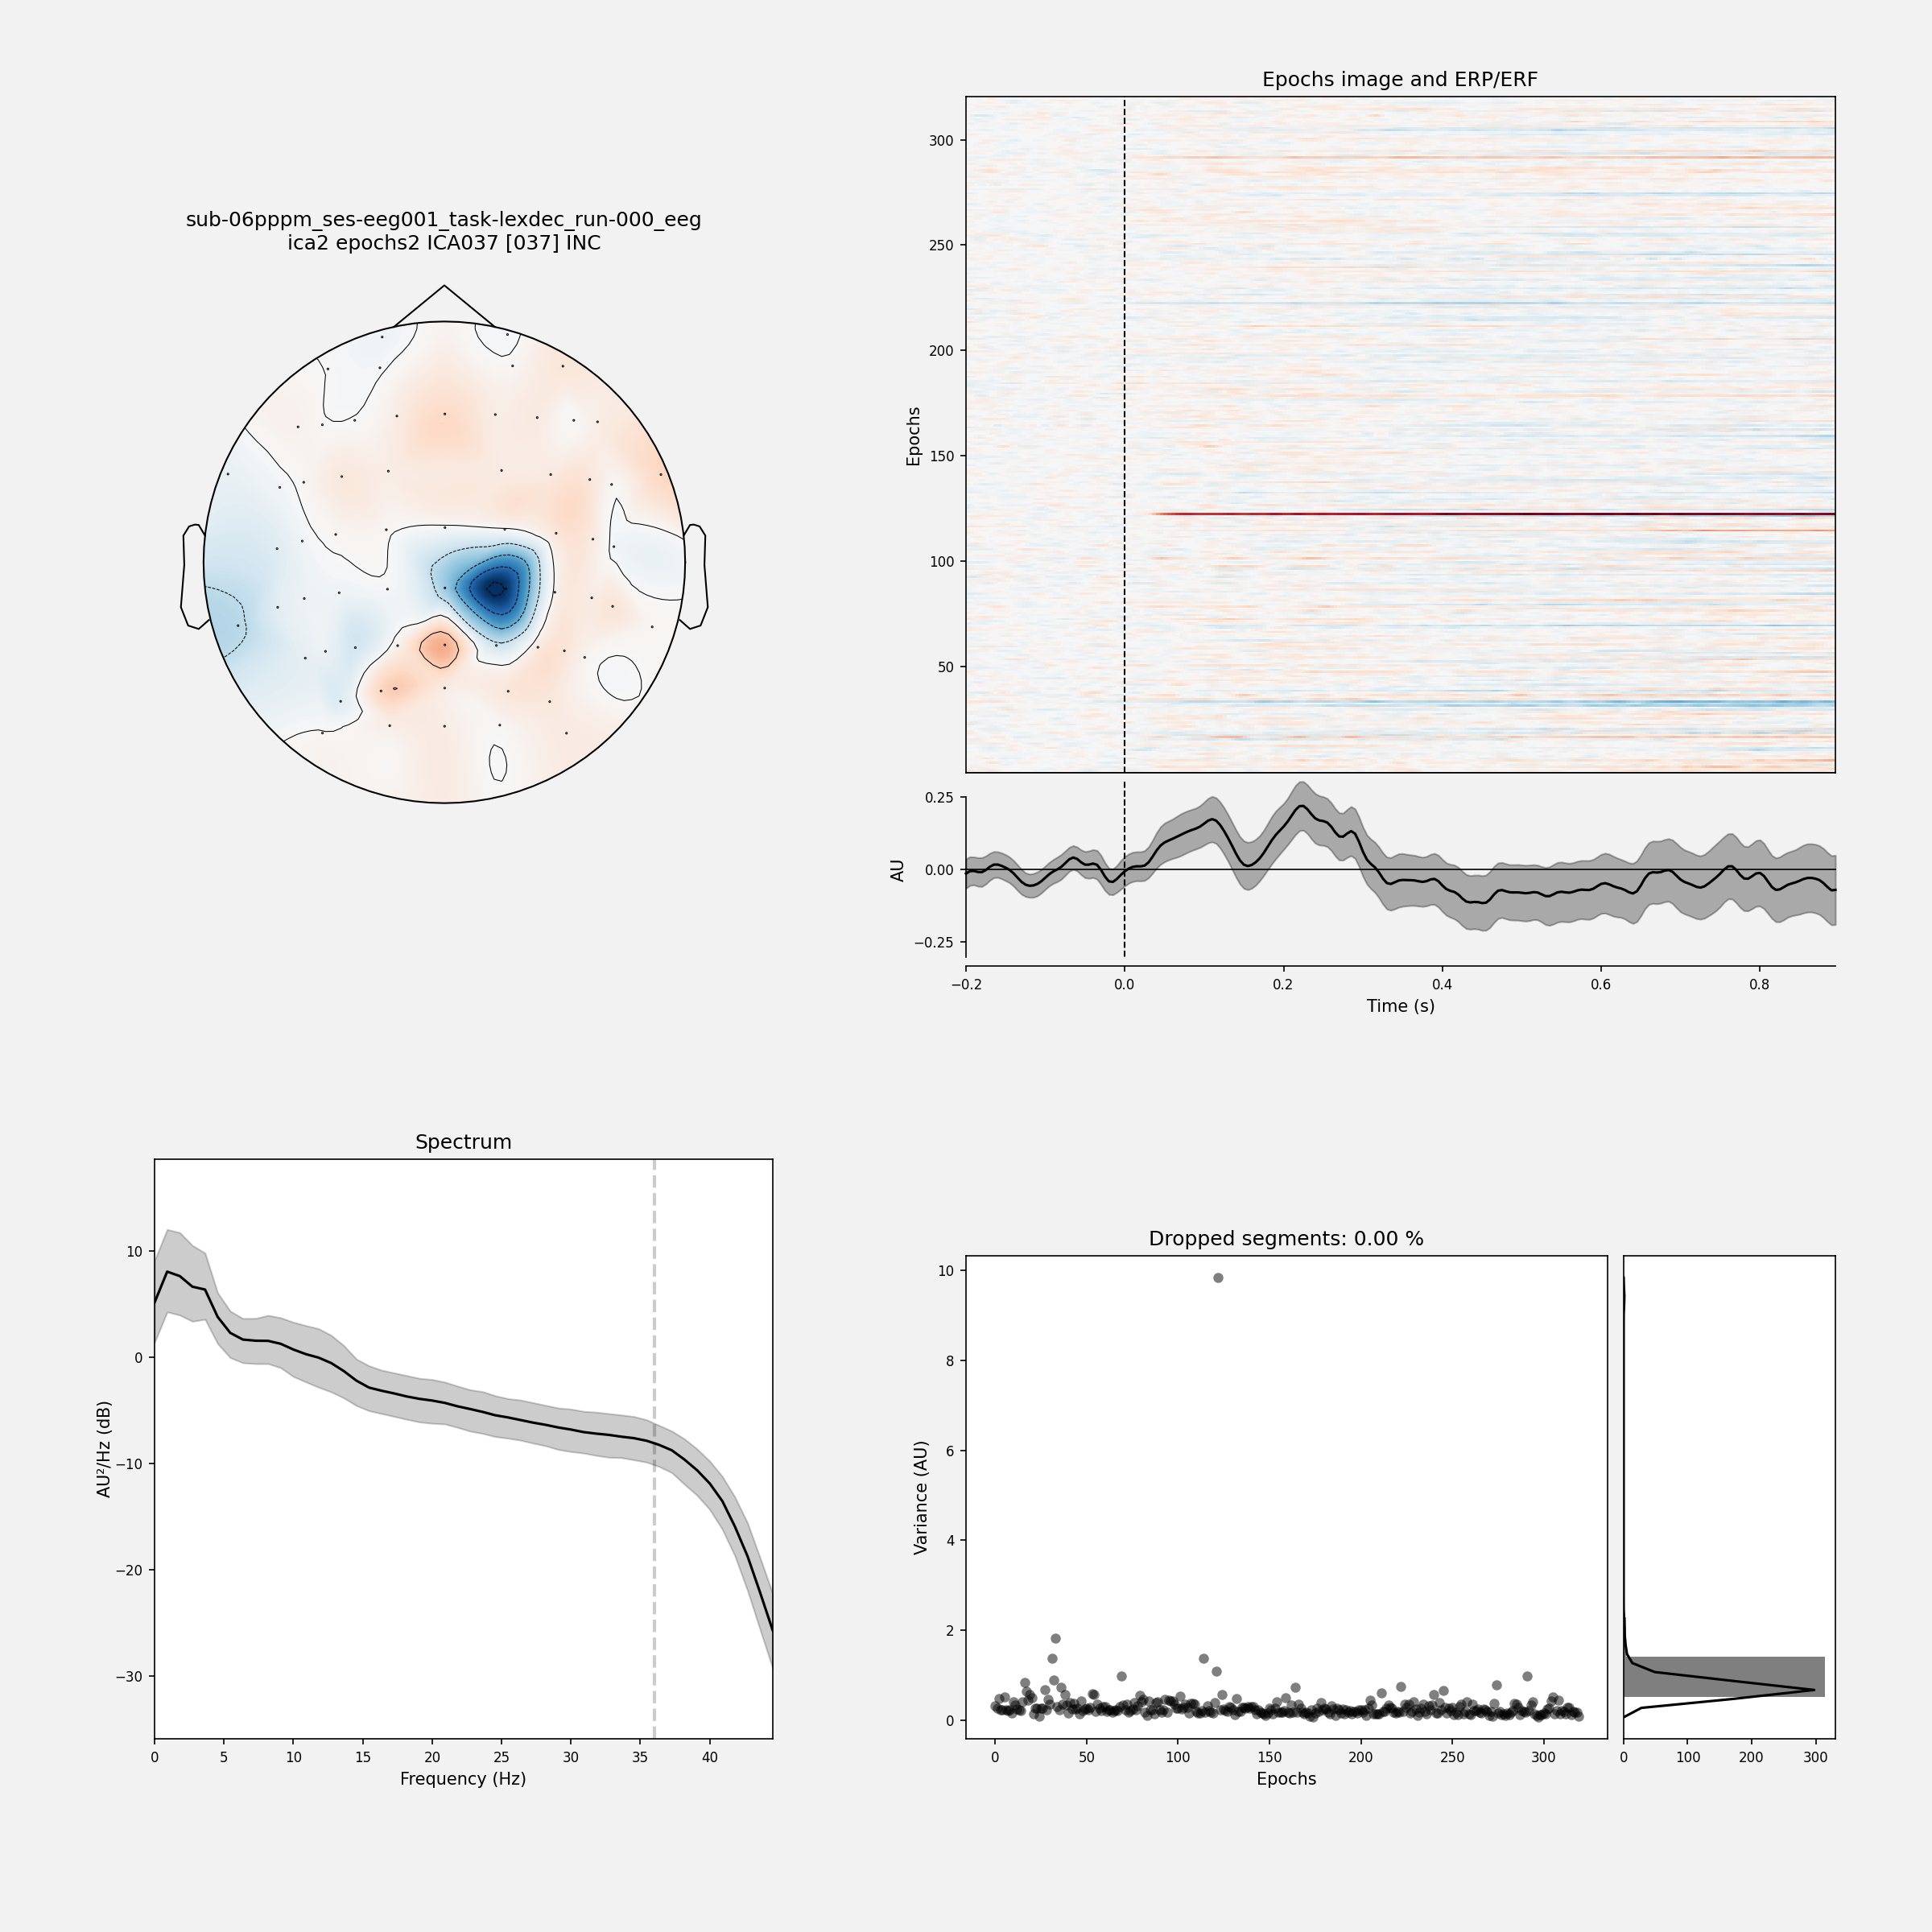 sub-06pppm_ses-eeg001_task-lexdec_run-000_eeg
ica2 epochs2 ICA037 [037] INC
Epochs image and ERP/ERF
Epochs
300
250
200
150
100
50
AU
0.25
0.00
−0.25
−0.2 0.0 0.2 0.4 0.6 0.8
Time (s)
Spectrum
AU²/Hz (dB)
10
0
−10
−20
−30
0 5 10 15 20 25 30 35 40
Frequency (Hz)
Dropped segments: 0.00 %
Variance (AU)
10
8
6
4
2
0
0 50 100 150 200 250 300
Epochs
0 100 200 300